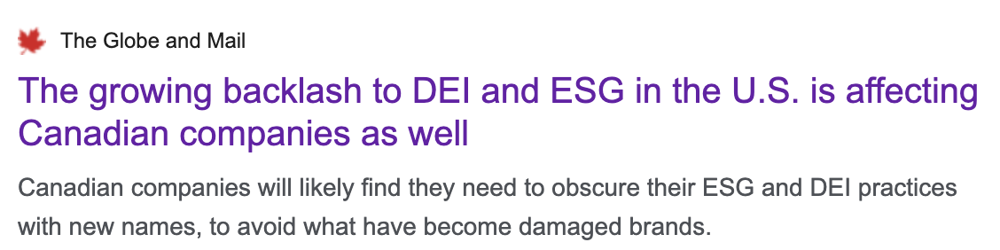 The Globe and Mail
The growing backlash to DEI and ESG in the U.S. is affecting
Canadian companies as well
Canadian companies will likely find they need to obscure their ESG and DEI practices
with new names, to avoid what have become damaged brands.